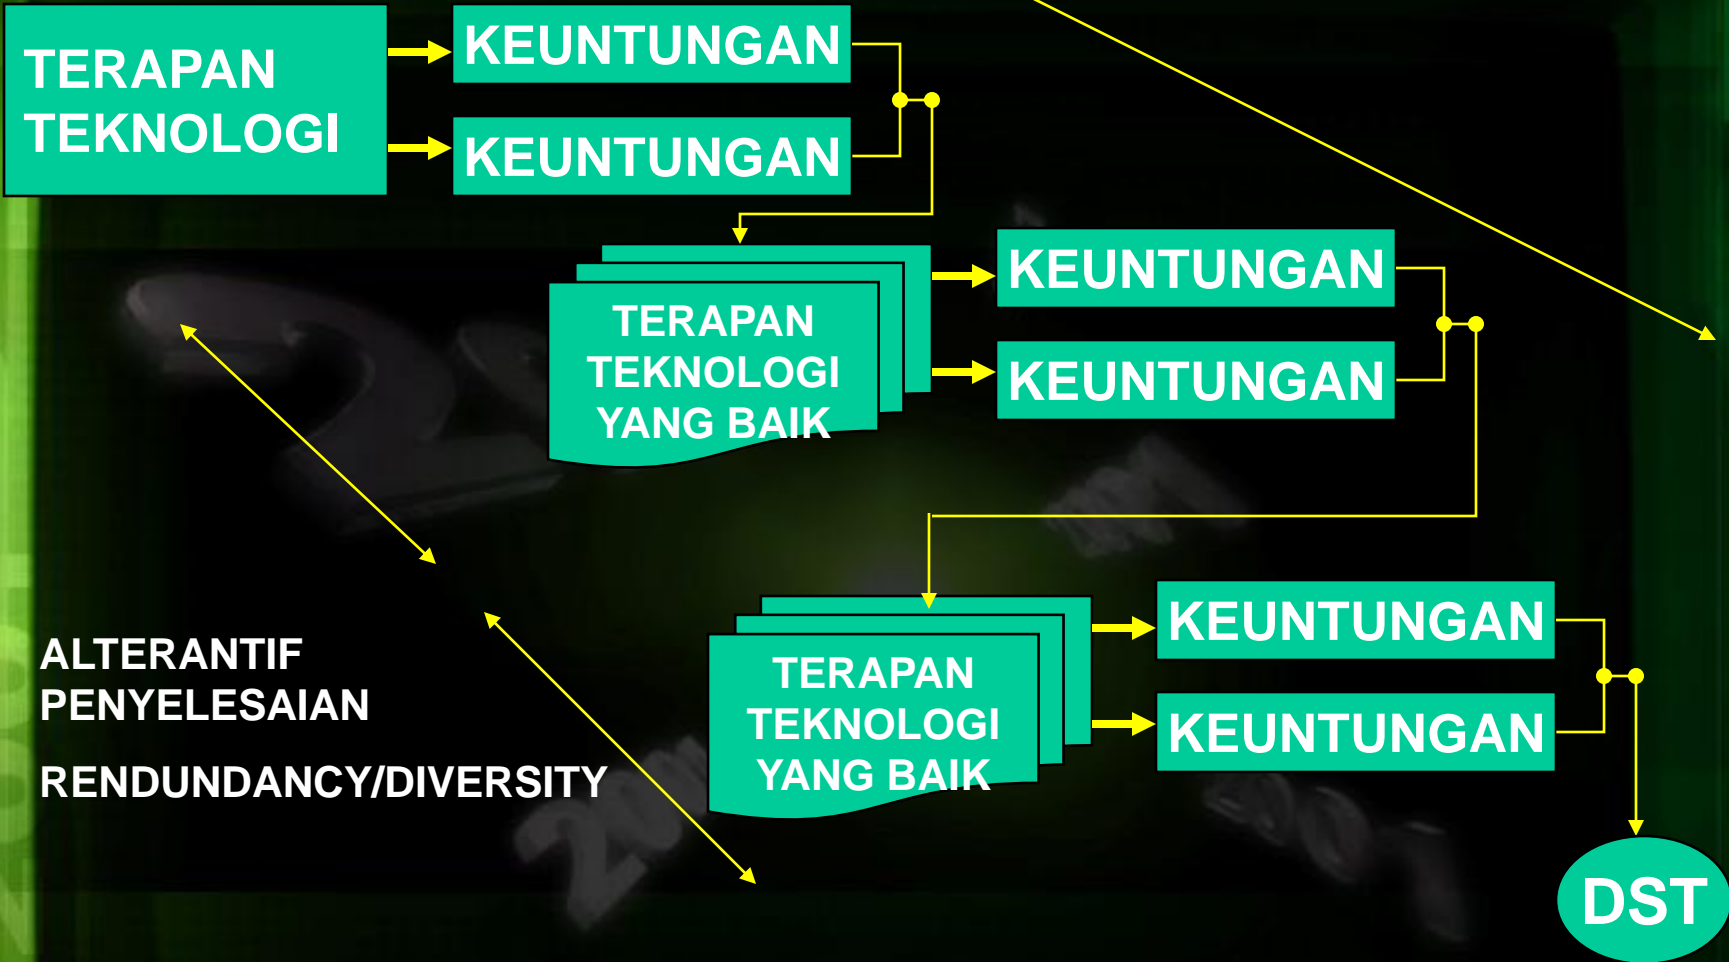 TERAPAN
TEKNOLOGI
KEUNTUNGAN
KEUNTUNGAN
TERAPAN
TEKNOLOGI
YANG BAIK
KEUNTUNGAN
KEUNTUNGAN
ALTERANTIF
PENYELESAIAN
RENDUNDANCY/DIVERSITY
TERAPAN
TEKNOLOGI
YANG BAIK
KEUNTUNGAN
KEUNTUNGAN
DST